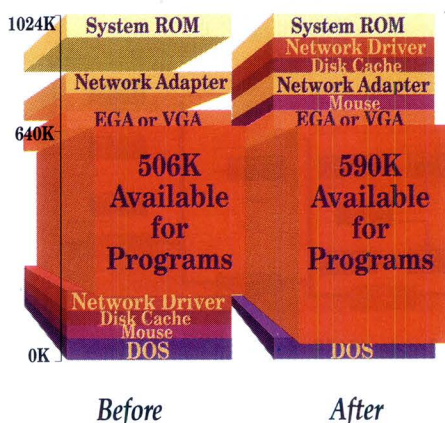 1024K
System ROM
Network Adapter
EGA or VGA
640K
506K
Available
for
Programs
Network Driver
Disk Cache
Mouse
DOS
0K
Before
System ROM
Network Driver
Disk Cache
Network Adapter
Mouse
EGA or VGA
590K
Available
for
Programs
DOS
After